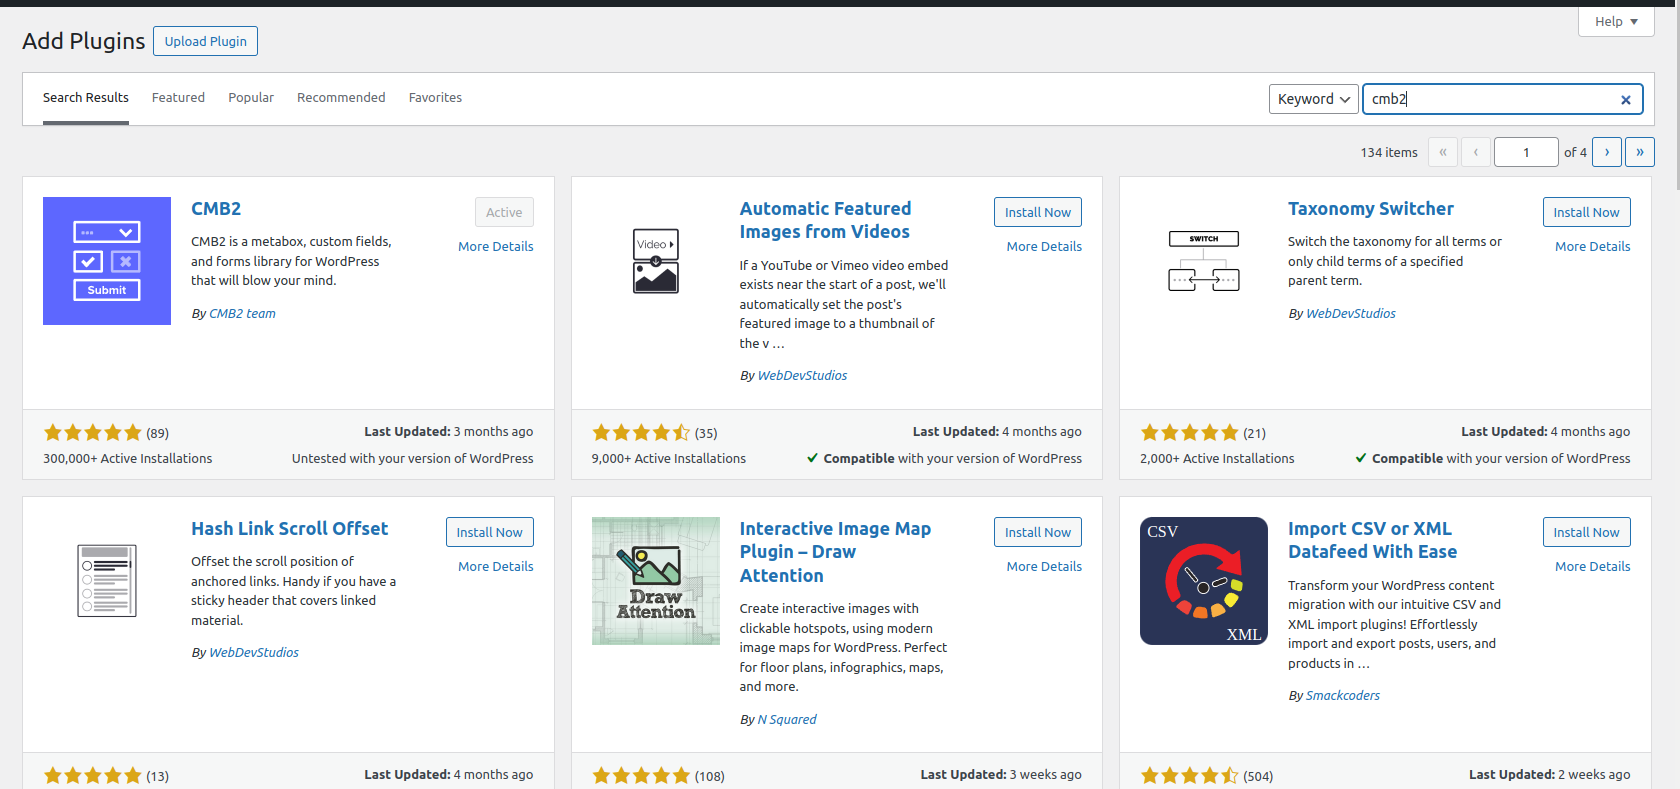 Help
Add Plugins Upload Plugin
Search Results Featured Popular Recommended Favorites Keyword cmb2
134 items « ‹ 1 of 4 › »
CMB2
Active
More Details
CMB2 is a metabox, custom fields,
and forms library for WordPress
that will blow your mind.
By CMB2 team
Submit
(89)
Last Updated: 3 months ago
300,000+ Active Installations
Untested with your version of WordPress
Automatic Featured
Images from Videos
Install Now
More Details
Video
If a YouTube or Vimeo video embed
exists near the start of a post, we'll
automatically set the post's
featured image to a thumbnail of
the v …
By WebDevStudios
(35)
Last Updated: 4 months ago
9,000+ Active Installations
Compatible with your version of WordPress
Taxonomy Switcher
Install Now
More Details
SWITCH
Switch the taxonomy for all terms or
only child terms of a specified
parent term.
By WebDevStudios
(21)
Last Updated: 4 months ago
2,000+ Active Installations
Compatible with your version of WordPress
Hash Link Scroll Offset
Install Now
More Details
Offset the scroll position of
anchored links. Handy if you have a
sticky header that covers linked
material.
By WebDevStudios
(13)
Last Updated: 4 months ago
Interactive Image Map
Plugin – Draw
Attention
Install Now
More Details
Draw
Attention
Create interactive images with
clickable hotspots, using modern
image maps for WordPress. Perfect
for floor plans, infographics, maps,
and more.
By N Squared
(108)
Last Updated: 3 weeks ago
Import CSV or XML
Datafeed With Ease
Install Now
More Details
CSV
XML
Transform your WordPress content
migration with our intuitive CSV and
XML import plugins! Effortlessly
import and export posts, users, and
products in …
By Smackcoders
(504)
Last Updated: 2 weeks ago